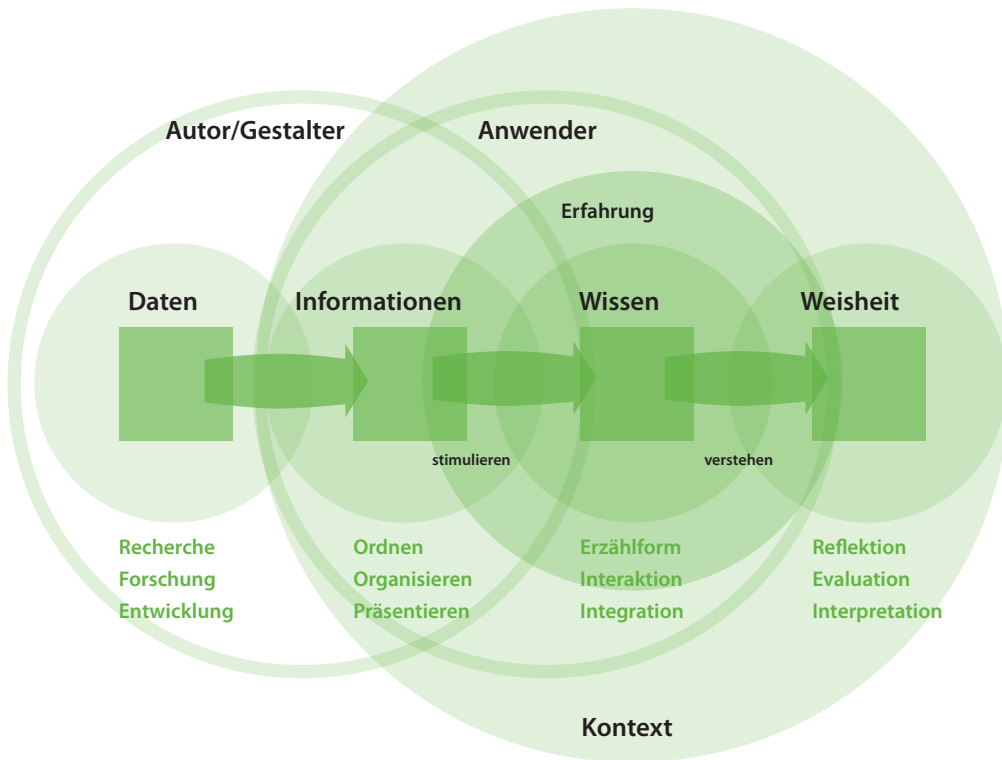 Autor/Gestalter
Anwender
Erfahrung
Daten
Informationen
Wissen
Weisheit
stimulieren
verstehen
Recherche
Forschung
Entwicklung
Ordnen
Organisieren
Präsentieren
Erzählform
Interaktion
Integration
Reflektion
Evaluation
Interpretation
Kontext